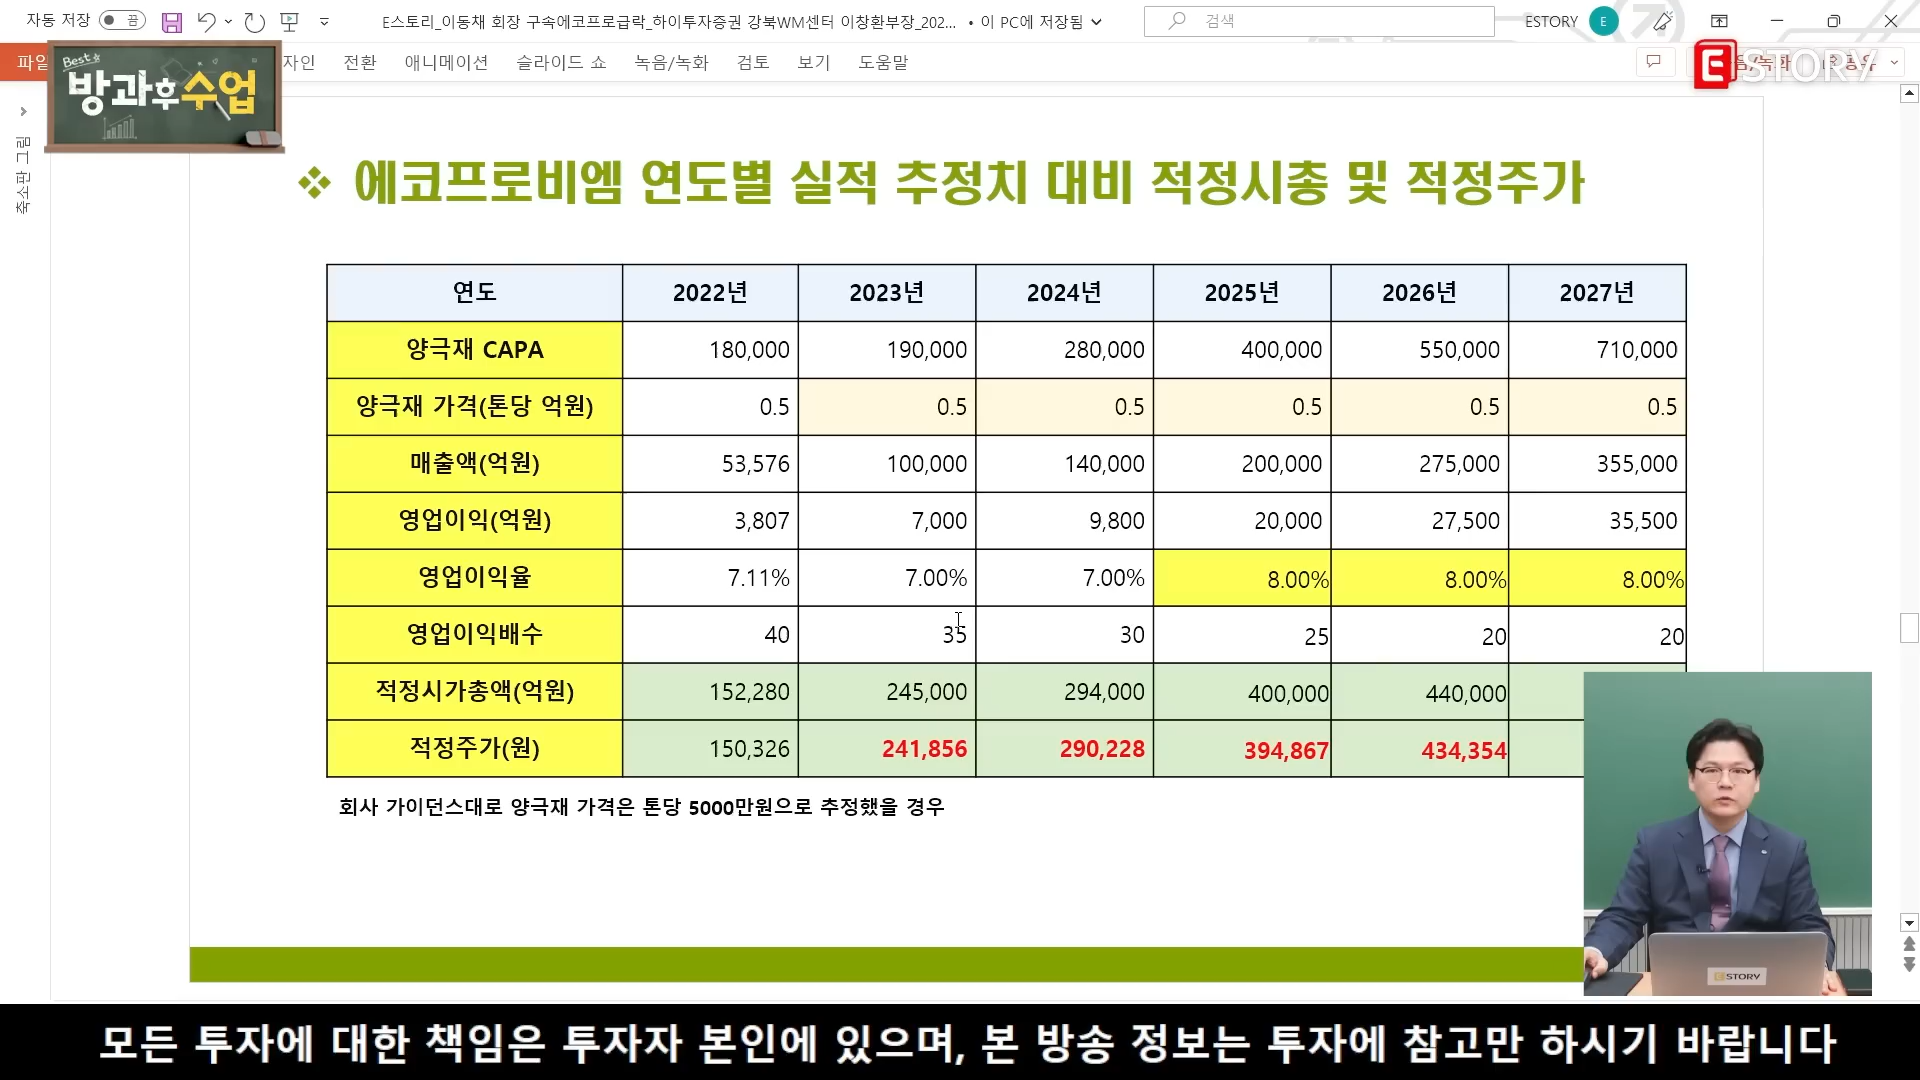 자동 저장 끔 E스토리_이동채 회장 구속에코프로급락_하이투자증권 강북WM센터 이창환부장_202... • 이 PC에 저장됨 검색 ESTORY E
파일 자인 전환 애니메이션 슬라이드 쇼 녹음/녹화 검토 보기 도움말
ESTORY
Best
방과후수업
축소판 그림
❖ 에코프로비엠 연도별 실적 추정치 대비 적정시총 및 적정주가
연도 2022년 2023년 2024년 2025년 2026년 2027년
양극재 CAPA 180,000 190,000 280,000 400,000 550,000 710,000
양극재 가격(톤당 억원) 0.5 0.5 0.5 0.5 0.5 0.5
매출액(억원) 53,576 100,000 140,000 200,000 275,000 355,000
영업이익(억원) 3,807 7,000 9,800 20,000 27,500 35,500
영업이익율 7.11% 7.00% 7.00% 8.00% 8.00% 8.00%
영업이익배수 40 35 30 25 20 20
적정시가총액(억원) 152,280 245,000 294,000 400,000 440,000
적정주가(원) 150,326 241,856 290,228 394,867 434,354
회사 가이던스대로 양극재 가격은 톤당 5000만원으로 추정했을 경우
ESTORY
모든 투자에 대한 책임은 투자자 본인에 있으며, 본 방송 정보는 투자에 참고만 하시기 바랍니다